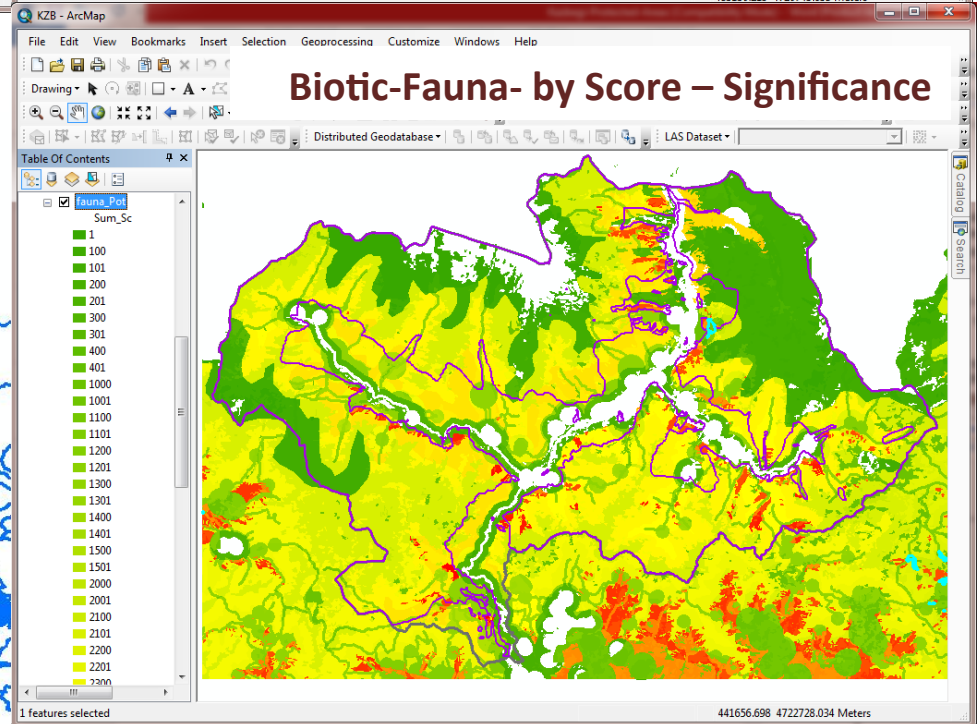 KZB - ArcMap
File Edit View Bookmarks Insert Selection Geoprocessing Customize Windows Help
Biotic-Fauna- by Score – Significance
Drawing
A
Distributed Geodatabase
LAS Dataset
Table Of Contents
fauna_Pot
Sum_Sc
1
100
101
200
201
300
301
400
401
1000
1001
1100
1101
1200
1201
1300
1301
1400
1401
1500
1501
2000
2001
2100
2101
2200
2201
2300
Catalog
Search
1 features selected
441656.698 4722728.034 Meters